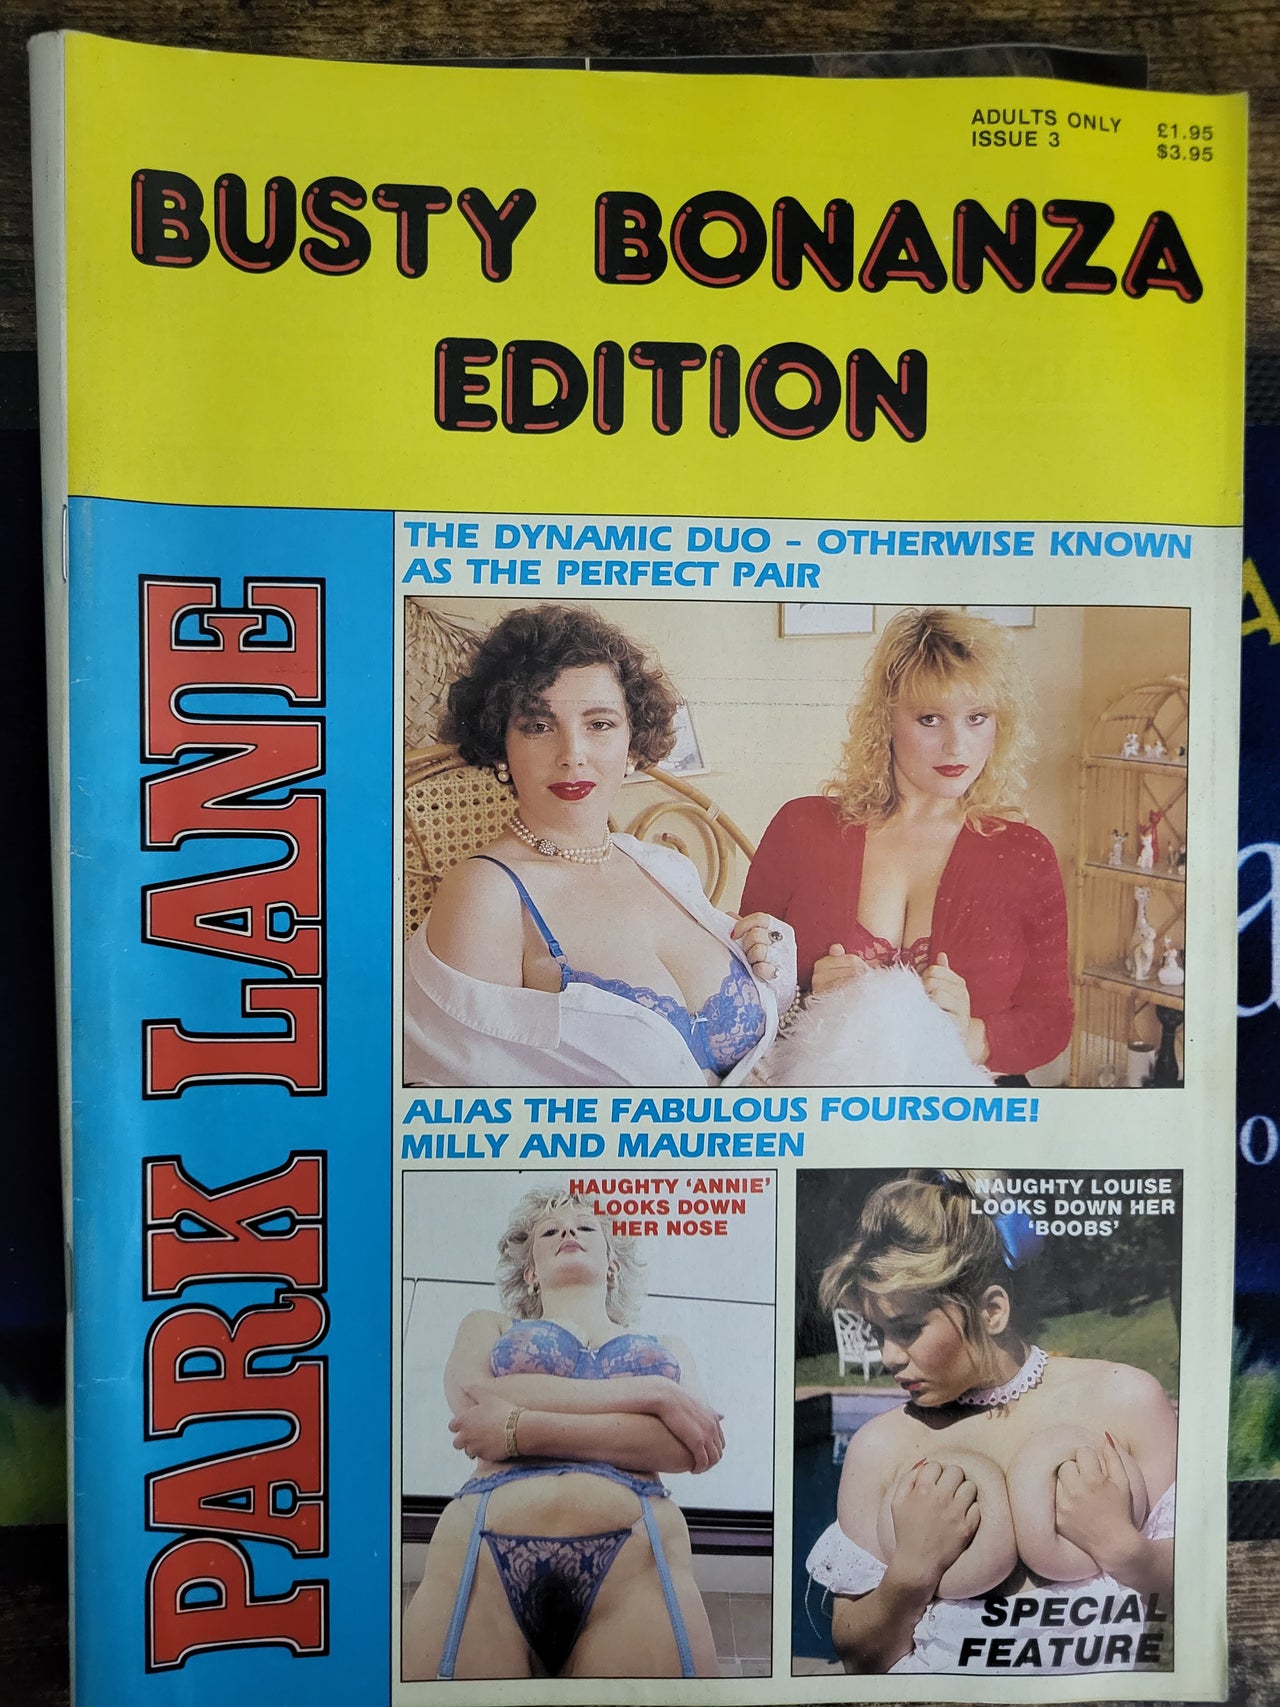 ADULTS ONLY £1.95
ISSUE 3 $3.95
BUSTY BONANZA
EDITION
PARK LANE
THE DYNAMIC DUO - OTHERWISE KNOWN
AS THE PERFECT PAIR
ALIAS THE FABULOUS FOURSOME!
MILLY AND MAUREEN
HAUGHTY 'ANNIE'
LOOKS DOWN
HER NOSE
NAUGHTY LOUISE
LOOKS DOWN HER
'BOOBS'
SPECIAL
FEATURE